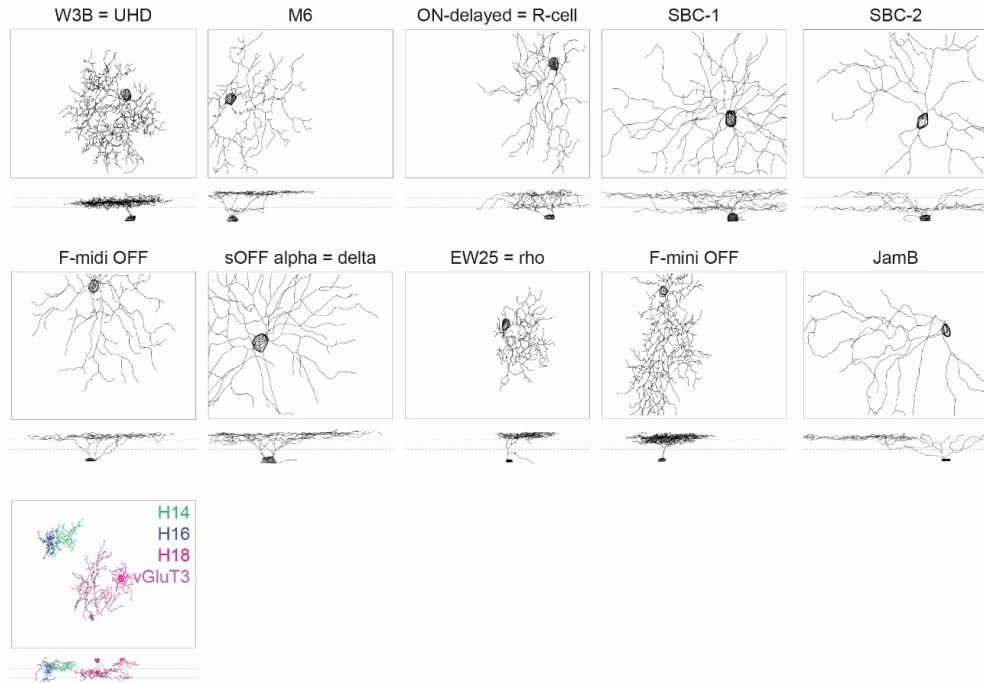 W3B = UHD
M6
ON-delayed = R-cell
SBC-1
SBC-2
F-midi OFF
sOFF alpha = delta
EW25 = rho
F-mini OFF
JamB
H14
H16
H18
vGluT3